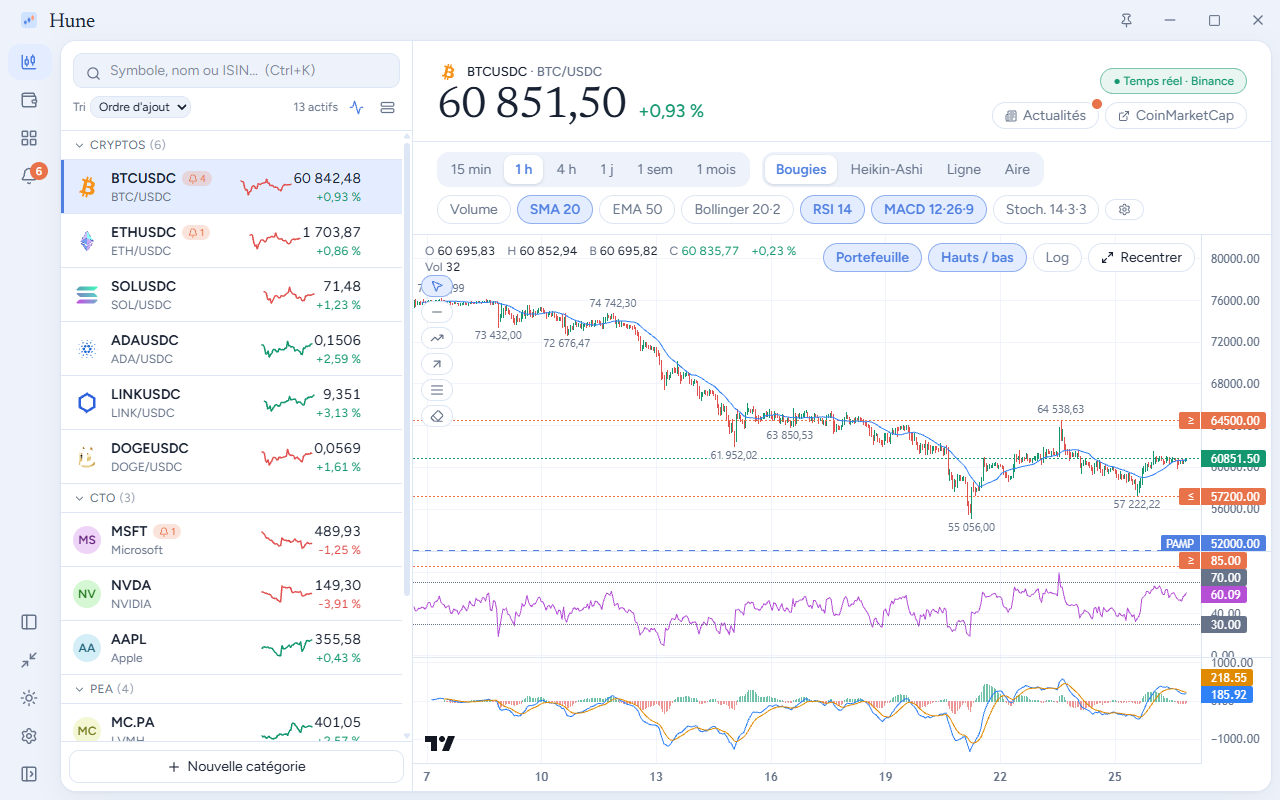 Hune
Symbole, nom ou ISIN... (Ctrl+K)
Tri Ordre d'ajout 13 actifs
CRYPTOS (6)
BTCUSDC 4 60 842,48
BTC/USDC +0,93 %
ETHUSDC 1 1 703,87
ETH/USDC +0,86 %
SOLUSDC 71,48
SOL/USDC +1,23 %
ADAUSDC 0,1506
ADA/USDC +2,59 %
LINKUSDC 9,351
LINK/USDC +3,13 %
DOGEUSDC 0,0569
DOGE/USDC +1,61 %
CTO (3)
MS MSFT 1 489,93
Microsoft -1,25 %
NV NVDA 149,30
NVIDIA -3,91 %
AA AAPL 355,58
Apple +0,43 %
PEA (4)
MC MC.PA 401,05
LVMH +2,57 %
Nouvelle catégorie
6
BTCUSDC · BTC/USDC
60 851,50 +0,93 %
Temps réel · Binance
Actualités CoinMarketCap
15 min 1 h 4 h 1 j 1 sem 1 mois Bougies Heikin-Ashi Ligne Aire
Volume SMA 20 EMA 50 Bollinger 20·2 RSI 14 MACD 12·26·9 Stoch. 14·3·3
O 60 695,83 H 60 852,94 B 60 695,82 C 60 835,77 +0,23 %
Vol 32
Portefeuille Hauts / bas Log Recentrer
80000.00
76000.00
74 742,30
73 432,00
72 676,47
72000.00
68000.00
64 538,63
≥ 64500.00
63 850,53
61 952,02
60851.50
60000.00
≤ 57200.00
57 222,22
56000.00
55 056,00
PAMP 52000.00
≥ 85.00
70.00
60.09
40.00
30.00
0.00
1000.00
218.55
185.92
−1000.00
7 10 13 16 19 22 25